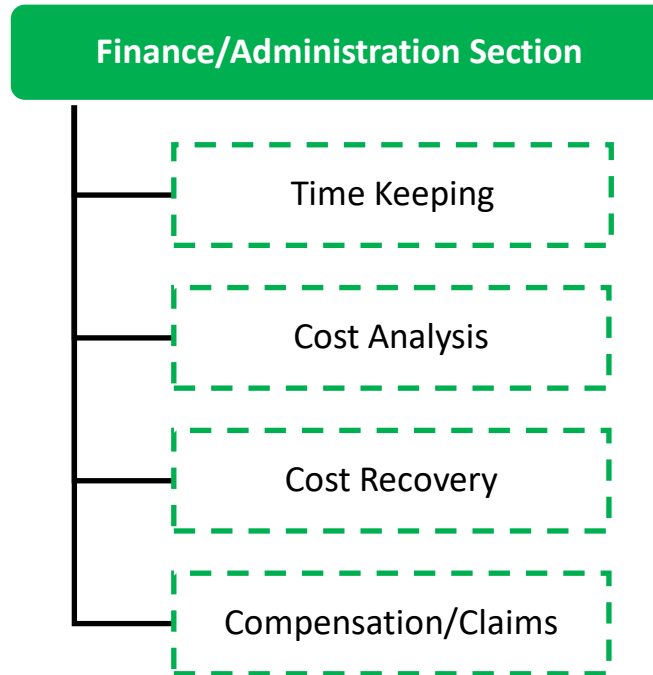 Finance/Administration Section
Time Keeping
Cost Analysis
Cost Recovery
Compensation/Claims